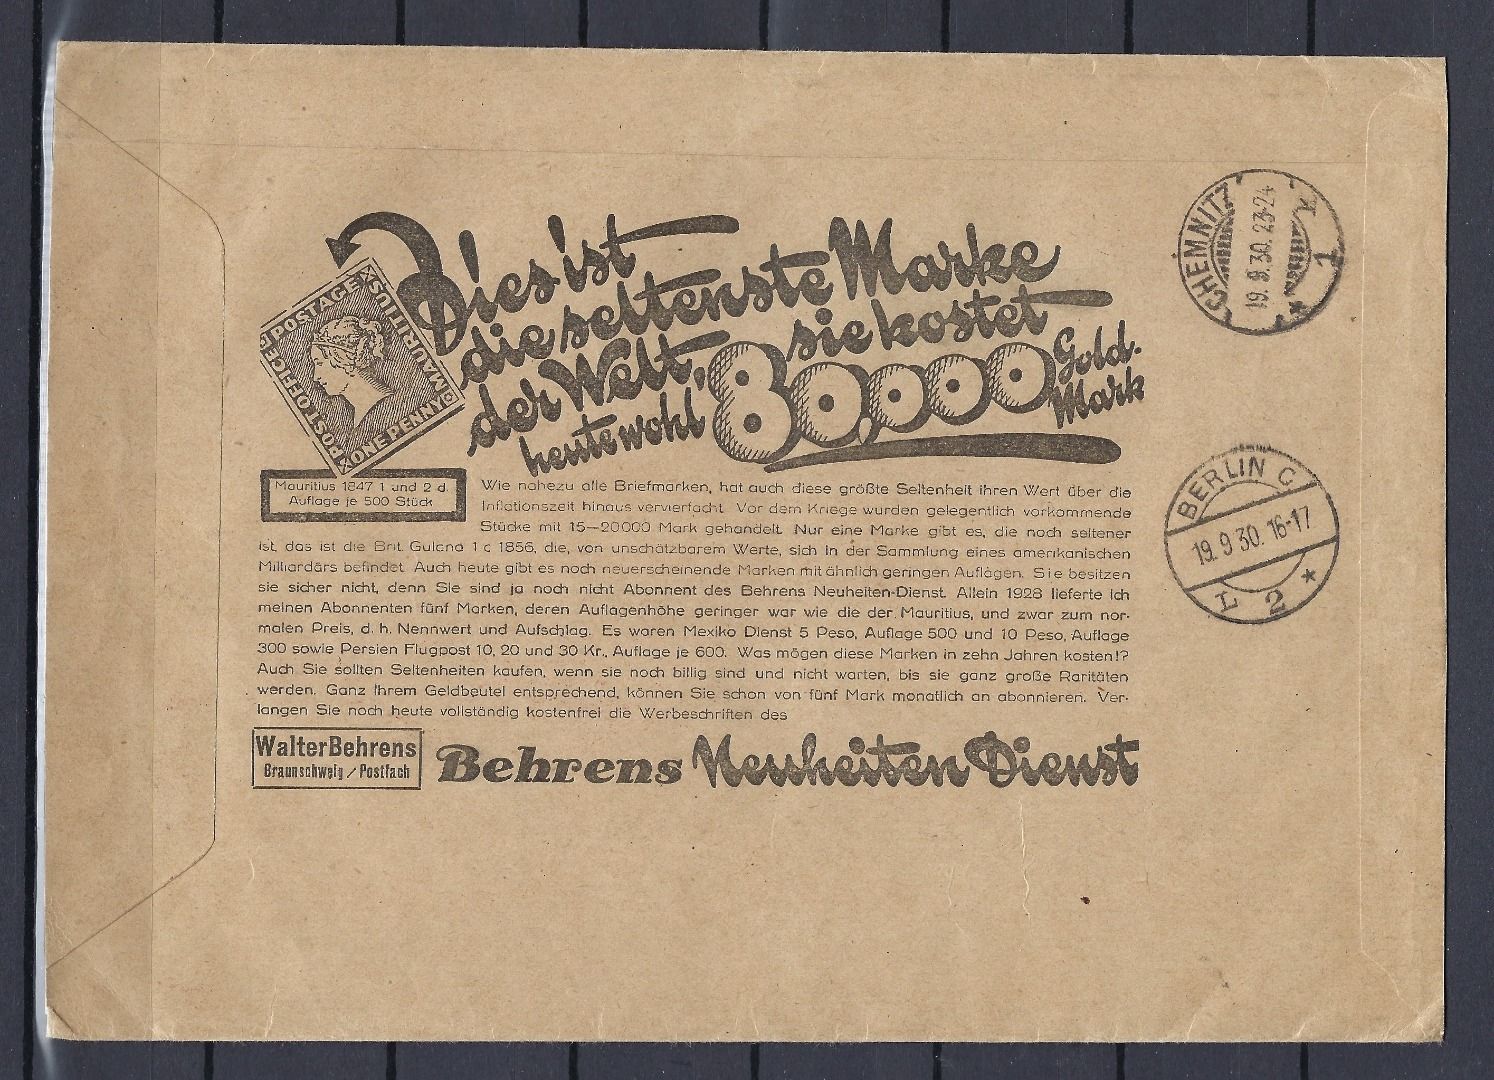 Dies ist
die seltenste Marke
der Welt, sie kostet
heute wohl 80,000 Gold-
Mark
POSTAGE
MAURITIUS
ONE PENNY
POST OFFICE
Mauritius 1847 1 und 2 d.
Auflage je 500 Stück
Wie nahezu alle Briefmarken, hat auch diese größte Seltenheit ihren Wert über die
Inflationszeit hinaus vervierfacht. Vor dem Kriege wurden gelegentlich vorkommende
Stücke mit 15—20000 Mark gehandelt. Nur eine Marke gibt es, die noch seltener
ist, das ist die Brit. Guiana 1 c 1856, die, von unschätzbarem Werte, sich in der Sammlung eines amerikanischen
Milliardärs befindet. Auch heute gibt es noch neuerscheinende Marken mit ähnlich geringen Auflagen. Sie besitzen
sie sicher nicht, denn Sie sind ja noch nicht Abonnent des Behrens Neuheiten-Dienst. Allein 1928 lieferte ich
meinen Abonnenten fünf Marken, deren Auflagenhöhe geringer war wie die der Mauritius, und zwar zum nor-
malen Preis, d. h. Nennwert und Aufschlag. Es waren Mexiko Dienst 5 Peso, Auflage 500 und 10 Peso, Auflage
300 sowie Persien Flugpost 10, 20 und 30 Kr., Auflage je 600. Was mögen diese Marken in zehn Jahren kosten!?
Auch Sie sollten Seltenheiten kaufen, wenn sie noch billig sind und nicht warten, bis sie ganz große Raritäten
werden. Ganz Ihrem Geldbeutel entsprechend, können Sie schon von fünf Mark monatlich an abonnieren. Ver-
langen Sie noch heute vollständig kostenfrei die Werbeschriften des
Walter Behrens
Braunschweig / Postfach
Behrens Neuheiten Dienst
CHEMNITZ
19. 9. 30. 23-24
* 1
BERLIN C
19. 9. 30. 16-17
L 2 *